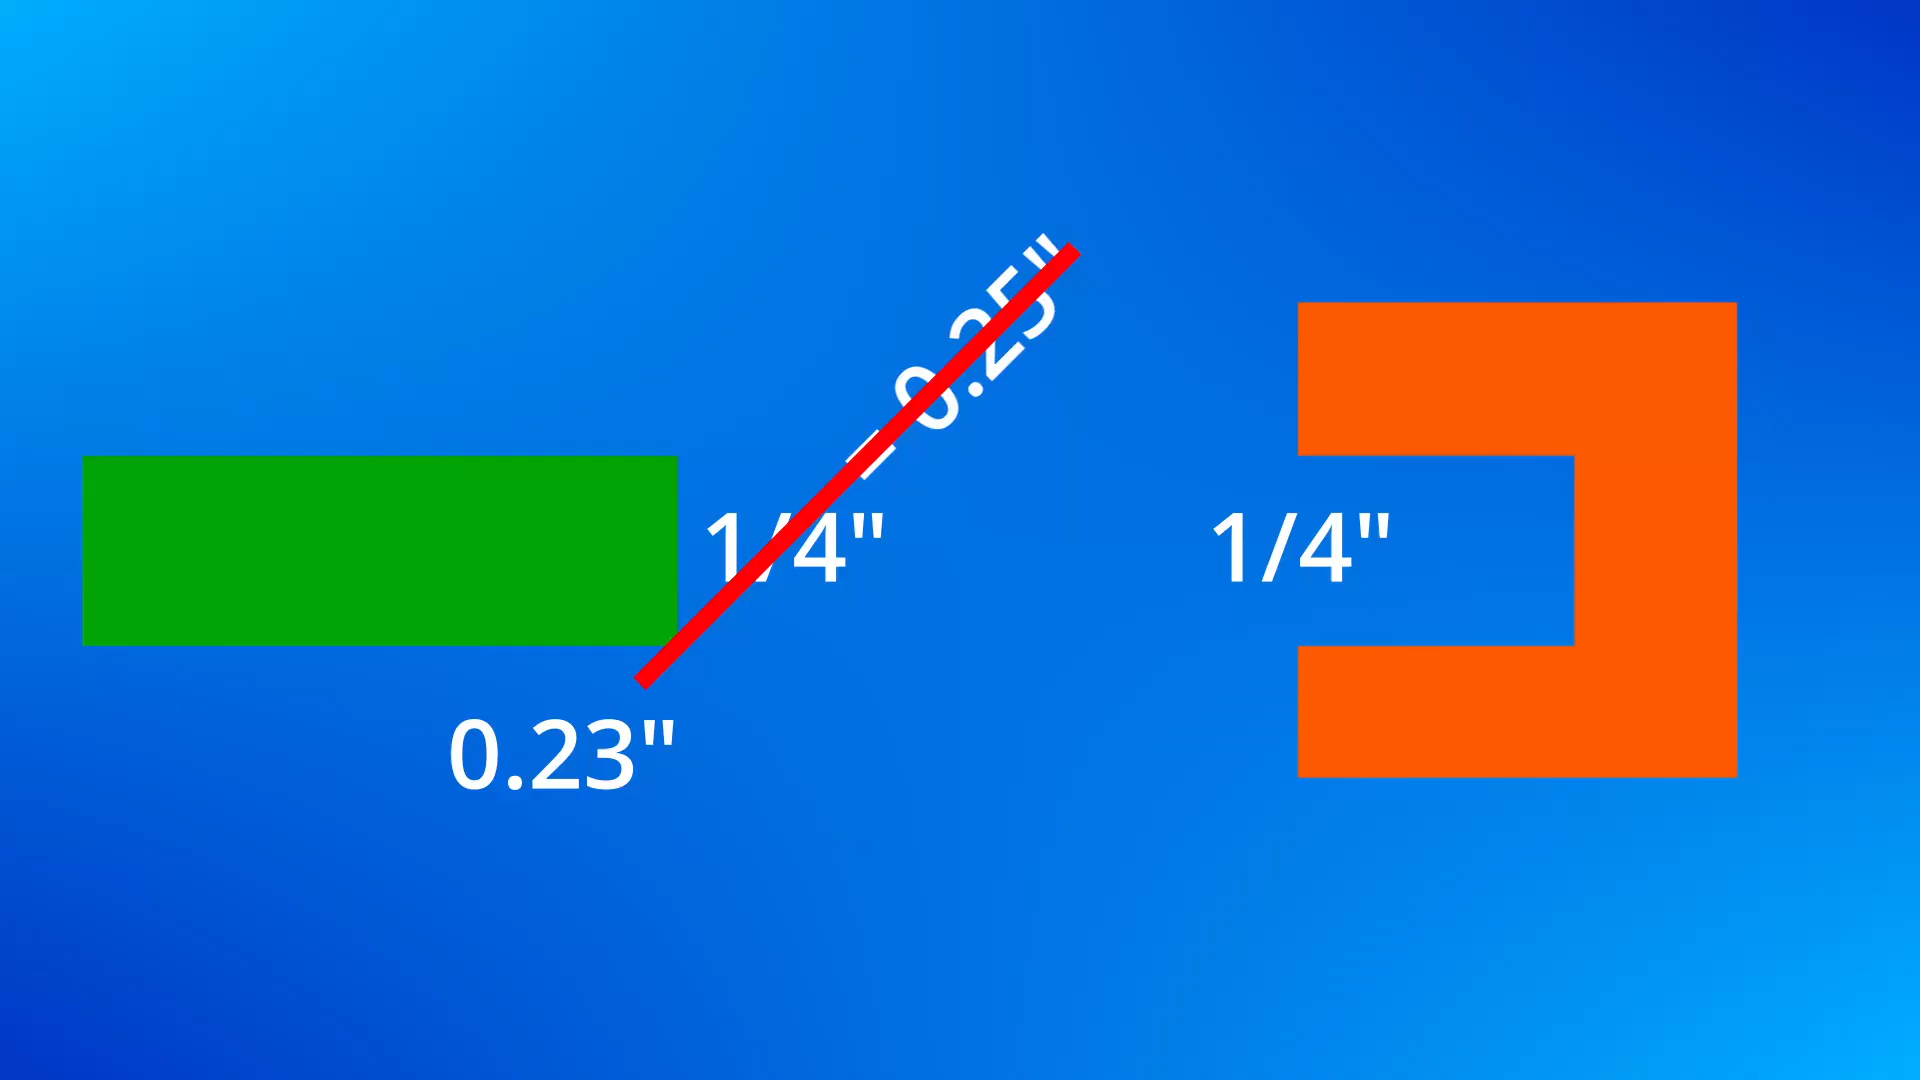 = 0.25"
1/4"
1/4"
0.23"